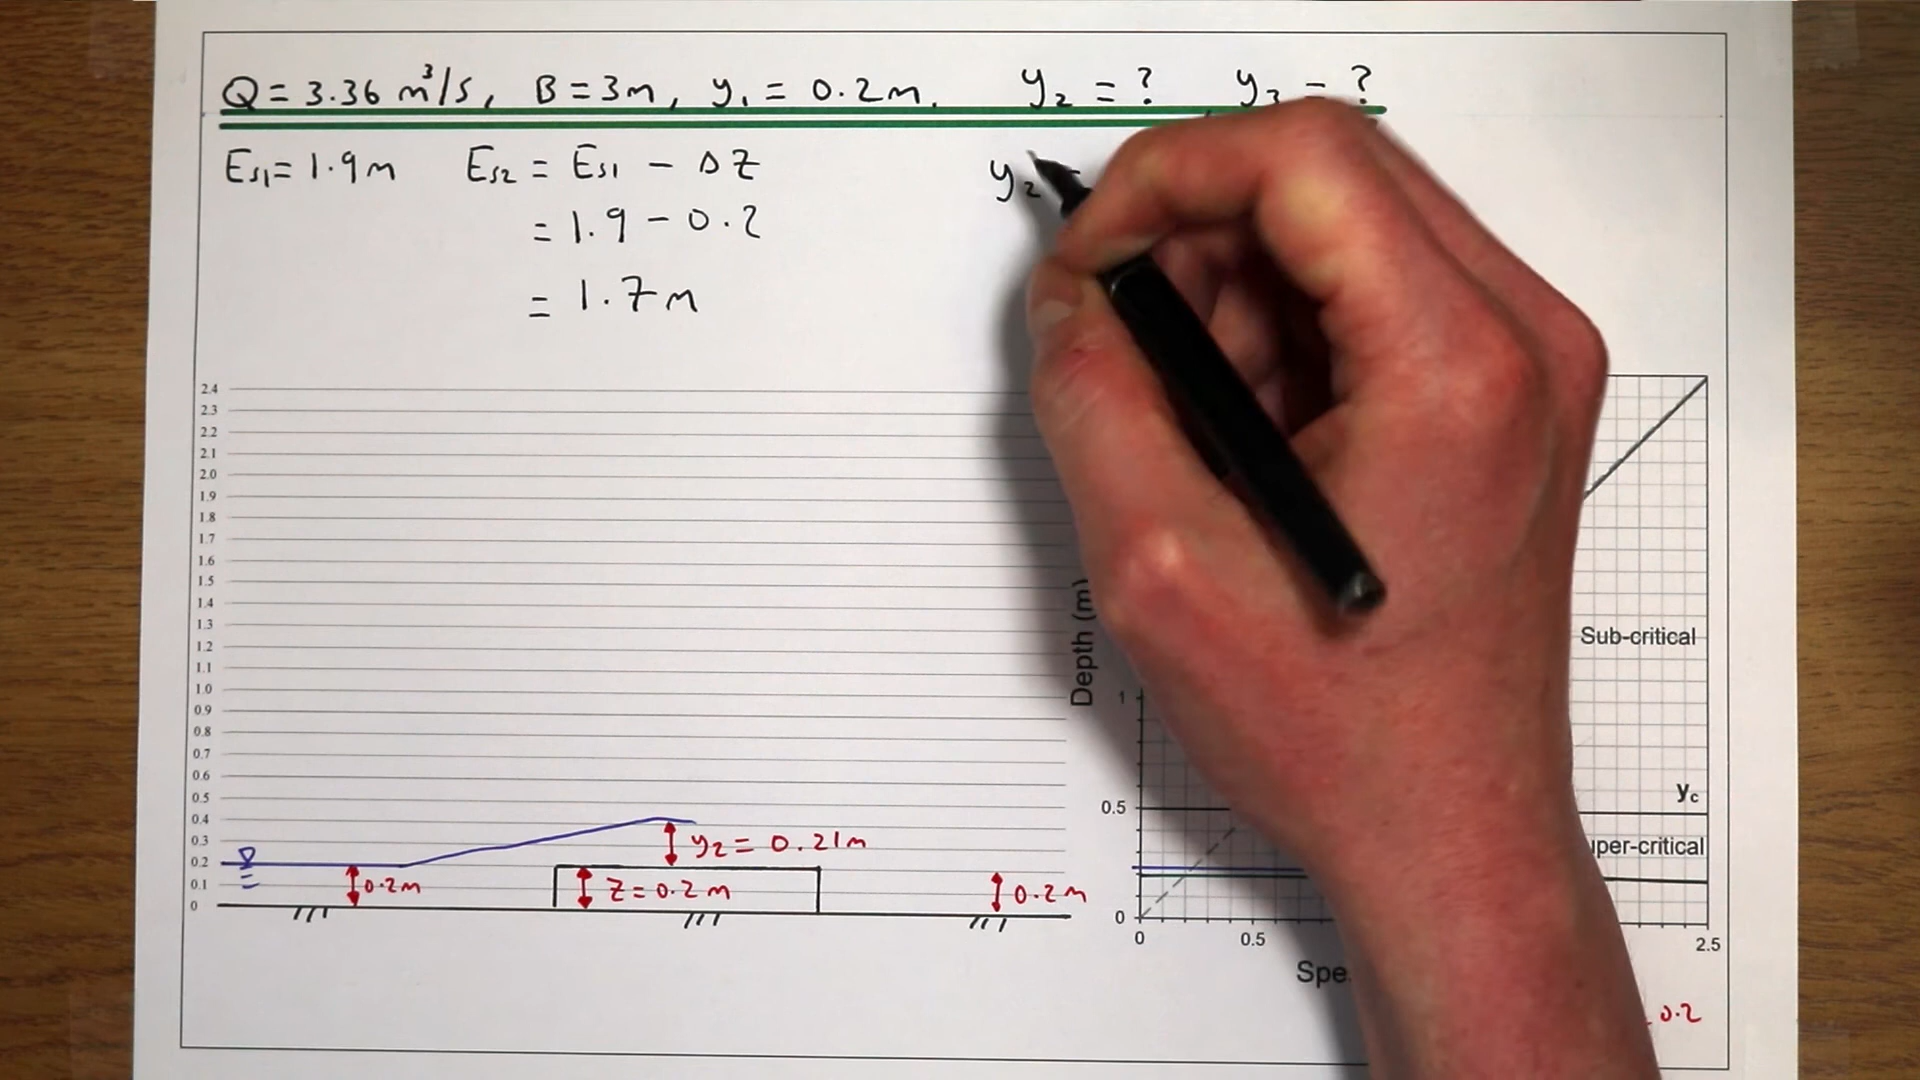 Q = 3.36 m³/s, B = 3m, y₁ = 0.2m. y₂ = ? y₃ = ?
Es1 = 1.9m Es2 = Es1 - ΔZ y₂
= 1.9 - 0.2
= 1.7m
2.4
2.3
2.2
2.1
2.0
1.9
1.8
1.7
1.6
1.5
1.4
1.3
1.2
1.1
1.0
0.9
0.8
0.7
0.6
0.5
0.4
0.3
0.2
0.1
0
y₂ = 0.21m
0.2m
Z = 0.2m
0.2m
Depth (m)
Sub-critical
1
yc
0.5
per-critical
0
0 0.5 2.5
Spe
0.2